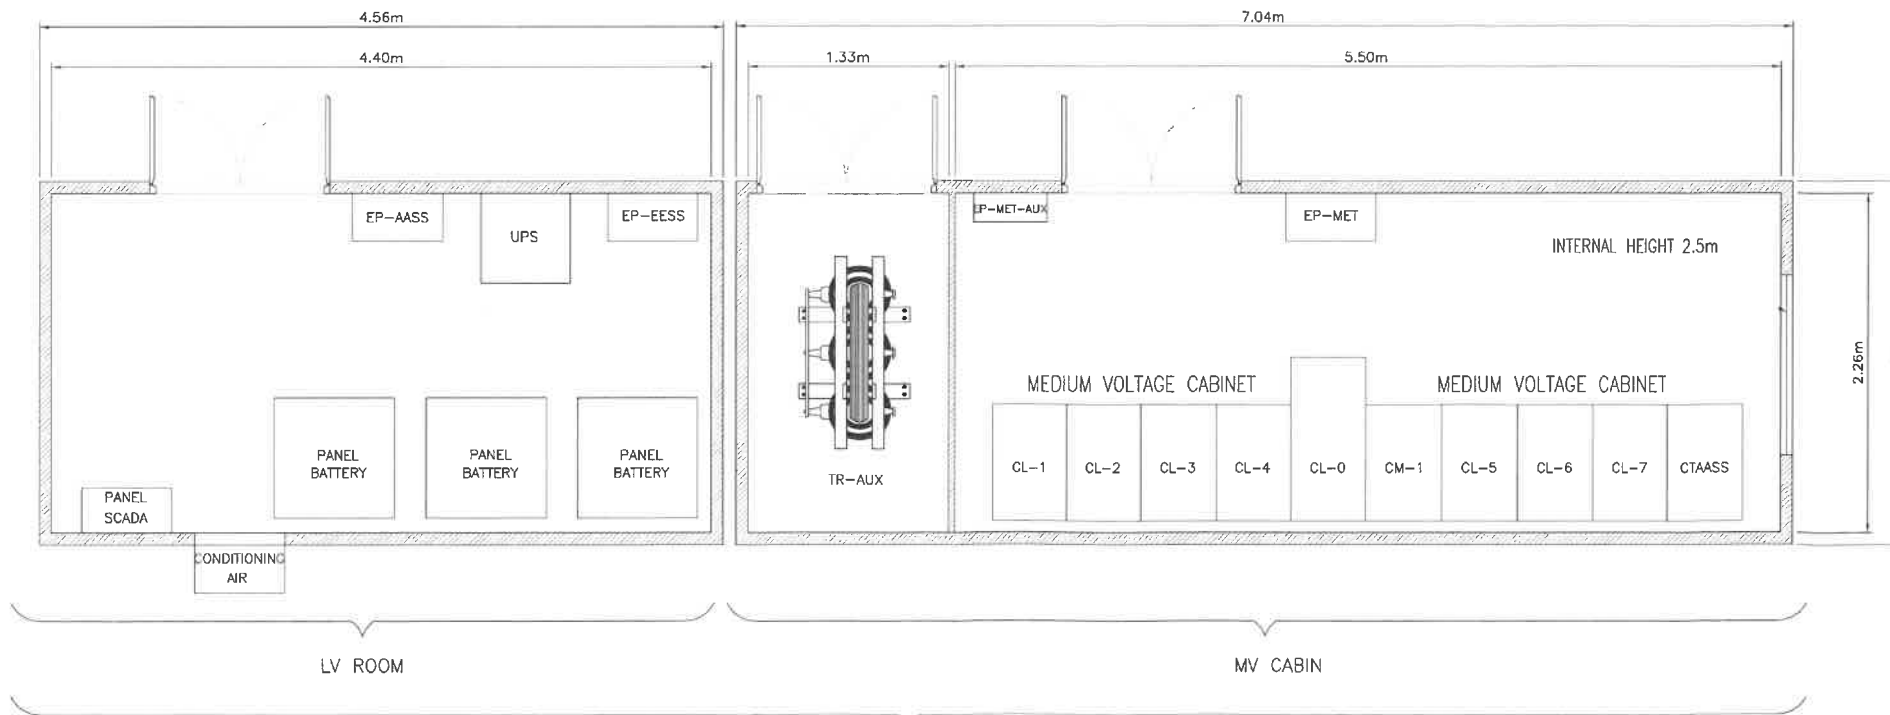 4.56m
7.04m
4.40m
1.33m
5.50m
EP-AASS
UPS
EP-EESS
EP-MET-AUX
EP-MET
INTERNAL HEIGHT 2.5m
2.26m
MEDIUM VOLTAGE CABINET
MEDIUM VOLTAGE CABINET
PANEL
BATTERY
PANEL
BATTERY
PANEL
BATTERY
TR-AUX
CL-1
CL-2
CL-3
CL-4
CL-0
CM-1
CL-5
CL-6
CL-7
CTAASS
PANEL
SCADA
CONDITIONING
AIR
LV ROOM
MV CABIN